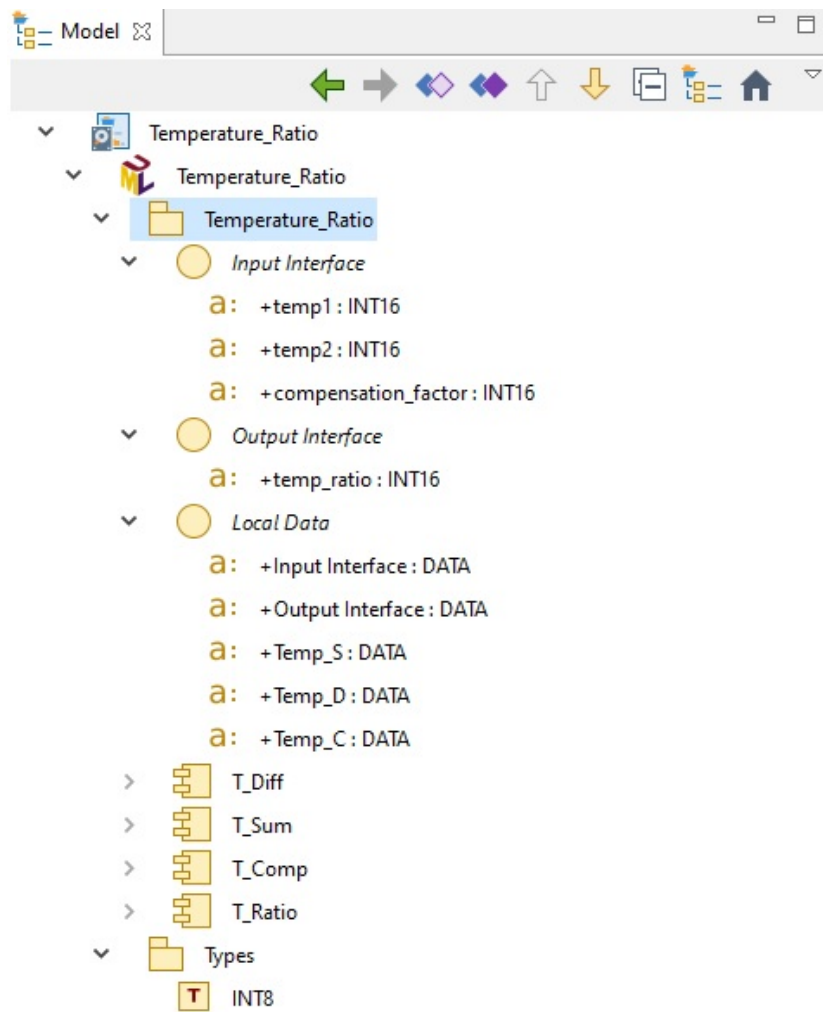 Model
Temperature_Ratio
Temperature_Ratio
Temperature_Ratio
Input Interface
a: +temp1 : INT16
a: +temp2 : INT16
a: +compensation_factor : INT16
Output Interface
a: +temp_ratio : INT16
Local Data
a: +Input Interface : DATA
a: +Output Interface : DATA
a: +Temp_S : DATA
a: +Temp_D : DATA
a: +Temp_C : DATA
T_Diff
T_Sum
T_Comp
T_Ratio
Types
T INT8